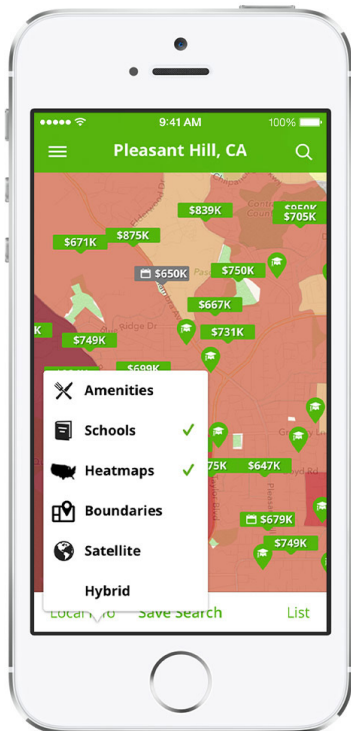 9:41 AM
100%
Pleasant Hill, CA
$839K
$705K
$671K
$875K
$650K
$750K
$667K
$731K
$749K
$699K
Amenities
Schools
Heatmaps
$647K
Boundaries
$679K
Satellite
$749K
Hybrid
Save Search
List